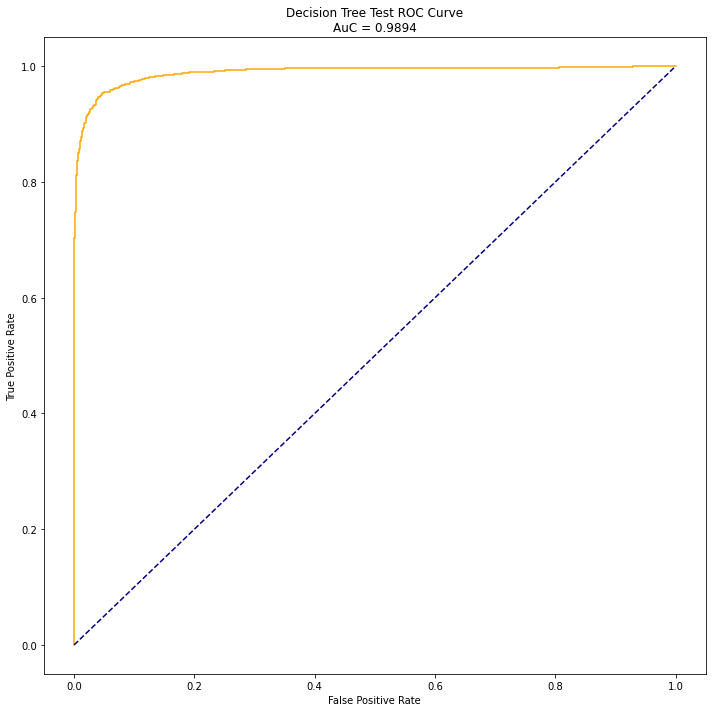 Decision Tree Test ROC Curve
AuC = 0.9894
True Positive Rate
1.0
0.8
0.6
0.4
0.2
0.0
0.0 0.2 0.4 0.6 0.8 1.0
False Positive Rate